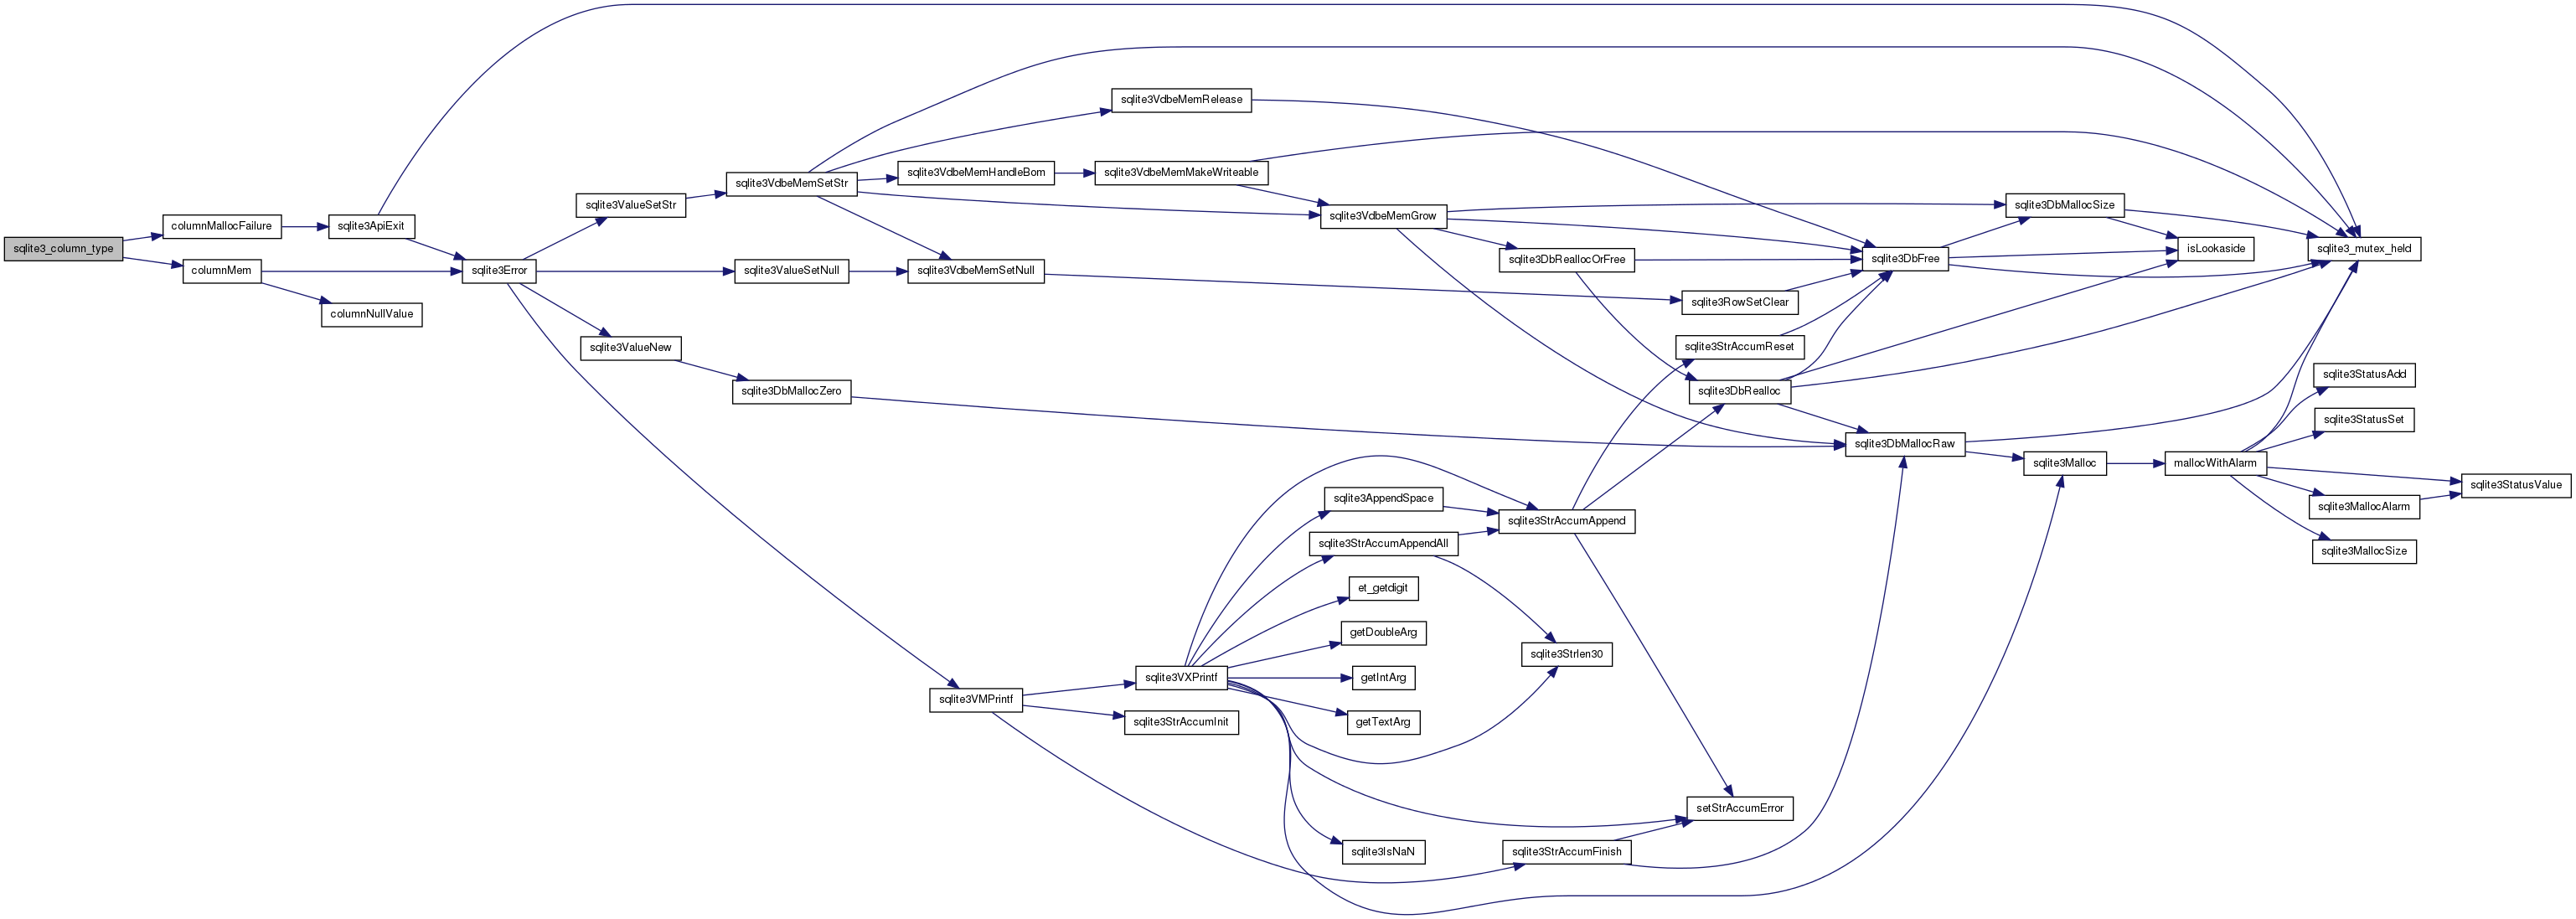 sqlite3_column_type
columnMallocFailure
columnMem
sqlite3ApiExit
columnNullValue
sqlite3Error
sqlite3ValueSetStr
sqlite3ValueNew
sqlite3VdbeMemSetStr
sqlite3ValueSetNull
sqlite3DbMallocZero
sqlite3VdbeMemHandleBom
sqlite3VdbeMemSetNull
sqlite3VMPrintf
sqlite3VdbeMemRelease
sqlite3VdbeMemMakeWriteable
sqlite3VXPrintf
sqlite3StrAccumInit
sqlite3VdbeMemGrow
sqlite3AppendSpace
sqlite3StrAccumAppendAll
et_getdigit
getDoubleArg
getIntArg
getTextArg
sqlite3IsNaN
sqlite3DbReallocOrFree
sqlite3StrAccumAppend
sqlite3Strlen30
sqlite3StrAccumFinish
sqlite3RowSetClear
sqlite3StrAccumReset
sqlite3DbRealloc
setStrAccumError
sqlite3DbFree
sqlite3DbMallocRaw
sqlite3DbMallocSize
sqlite3Malloc
isLookaside
mallocWithAlarm
sqlite3_mutex_held
sqlite3StatusAdd
sqlite3StatusSet
sqlite3MallocAlarm
sqlite3MallocSize
sqlite3StatusValue